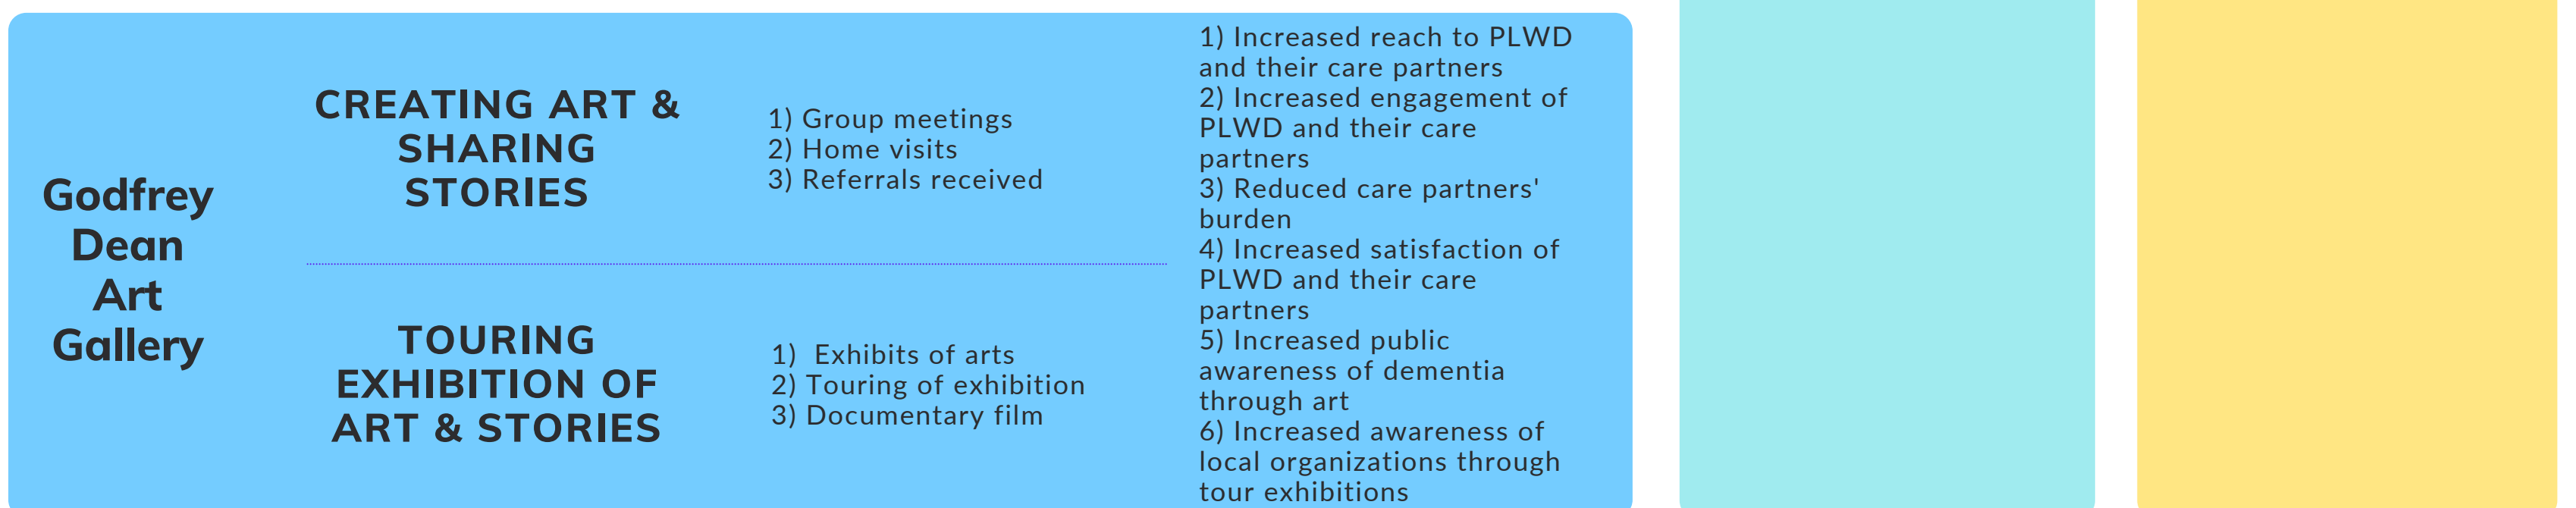 Godfrey
Dean
Art
Gallery
CREATING ART &
SHARING
STORIES
1) Group meetings
2) Home visits
3) Referrals received
TOURING
EXHIBITION OF
ART & STORIES
1)  Exhibits of arts
2) Touring of exhibition
3) Documentary film
1) Increased reach to PLWD
and their care partners
2) Increased engagement of
PLWD and their care
partners
3) Reduced care partners'
burden
4) Increased satisfaction of
PLWD and their care
partners
5) Increased public
awareness of dementia
through art
6) Increased awareness of
local organizations through
tour exhibitions